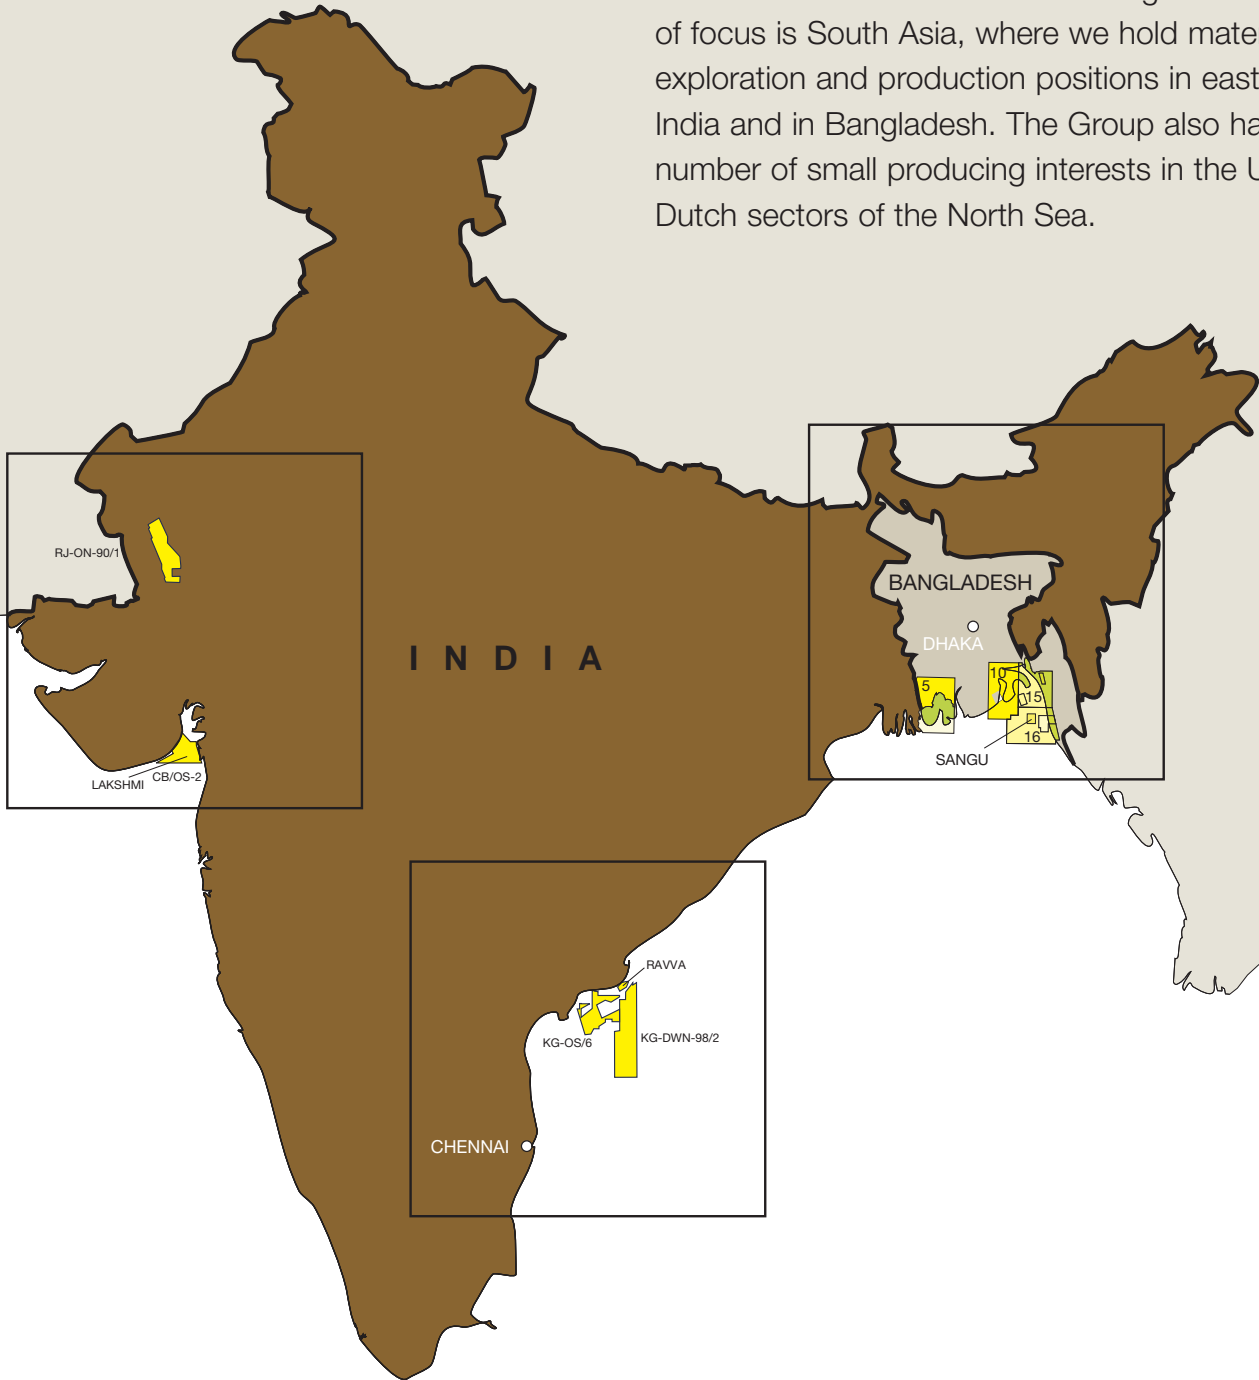 of focus is South Asia, where we hold mate
exploration and production positions in east
India and in Bangladesh. The Group also ha
number of small producing interests in the U
Dutch sectors of the North Sea.
RJ-ON-90/1
BANGLADESH
DHAKA
I N D I A
5
10
15
16
SANGU
LAKSHMI
CB/OS-2
RAVVA
KG-OS/6
KG-DWN-98/2
CHENNAI